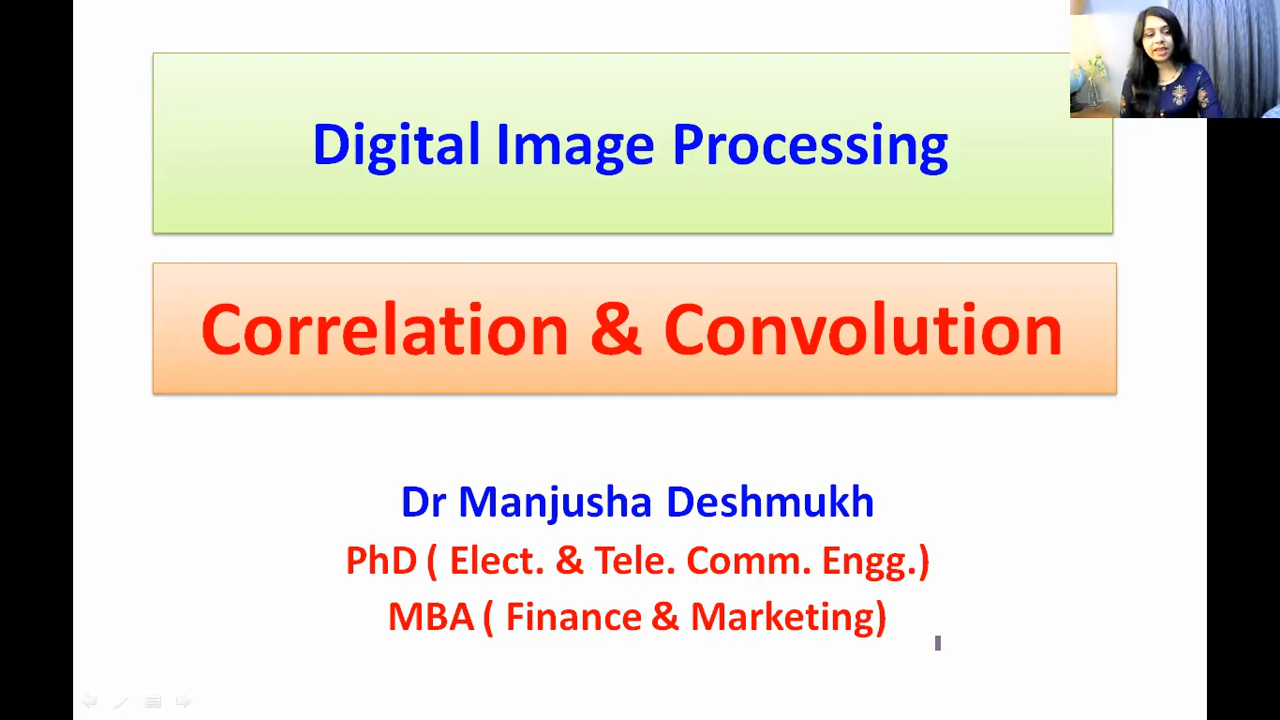 Digital Image Processing
Correlation & Convolution
Dr Manjusha Deshmukh
PhD ( Elect. & Tele. Comm. Engg.)
MBA ( Finance & Marketing)